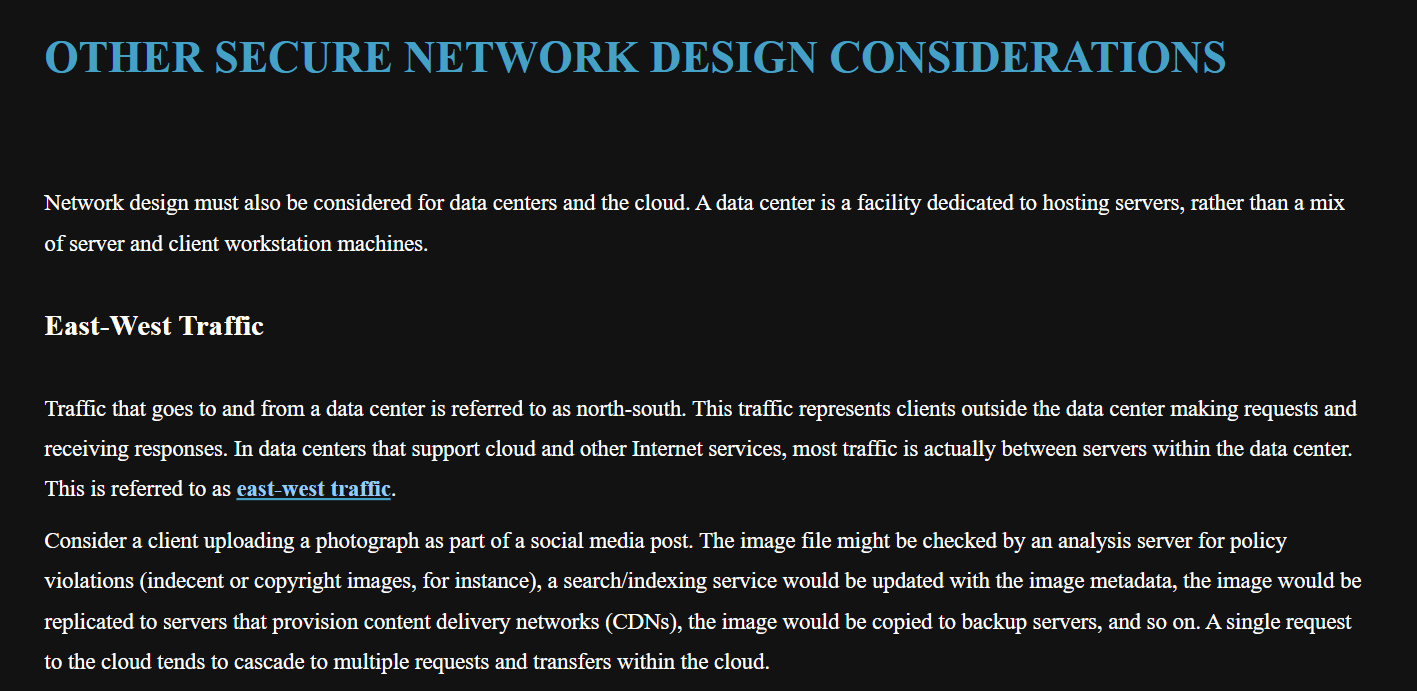 OTHER SECURE NETWORK DESIGN CONSIDERATIONS
Network design must also be considered for data centers and the cloud. A data center is a facility dedicated to hosting servers, rather than a mix
of server and client workstation machines.
East-West Traffic
Traffic that goes to and from a data center is referred to as north-south. This traffic represents clients outside the data center making requests and
receiving responses. In data centers that support cloud and other Internet services, most traffic is actually between servers within the data center.
This is referred to as east-west traffic.
Consider a client uploading a photograph as part of a social media post. The image file might be checked by an analysis server for policy
violations (indecent or copyright images, for instance), a search/indexing service would be updated with the image metadata, the image would be
replicated to servers that provision content delivery networks (CDNs), the image would be copied to backup servers, and so on. A single request
to the cloud tends to cascade to multiple requests and transfers within the cloud.